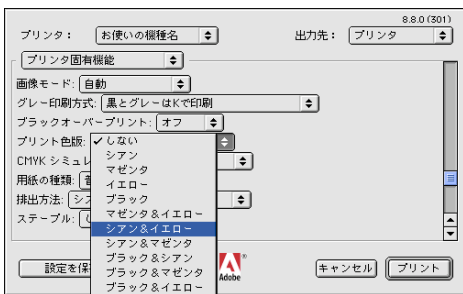 8.8.0 (301)
プリンタ: お使いの機種名 出力先: プリンタ
プリンタ固有機能
画像モード: 自動
グレー印刷方式: 黒とグレーはKで印刷
ブラックオーバープリント: オフ
プリント色版: ✓しない
シアン
CMYK シミュレ
マゼンタ
用紙の種類:
イエロー
排出方法: シス
ブラック
ステープル:
マゼンタ&イエロー
シアン&イエロー
シアン&マゼンタ
ブラック&シアン
ブラック&マゼンタ
ブラック&イエロー
設定を保
Adobe
キャンセル
プリント